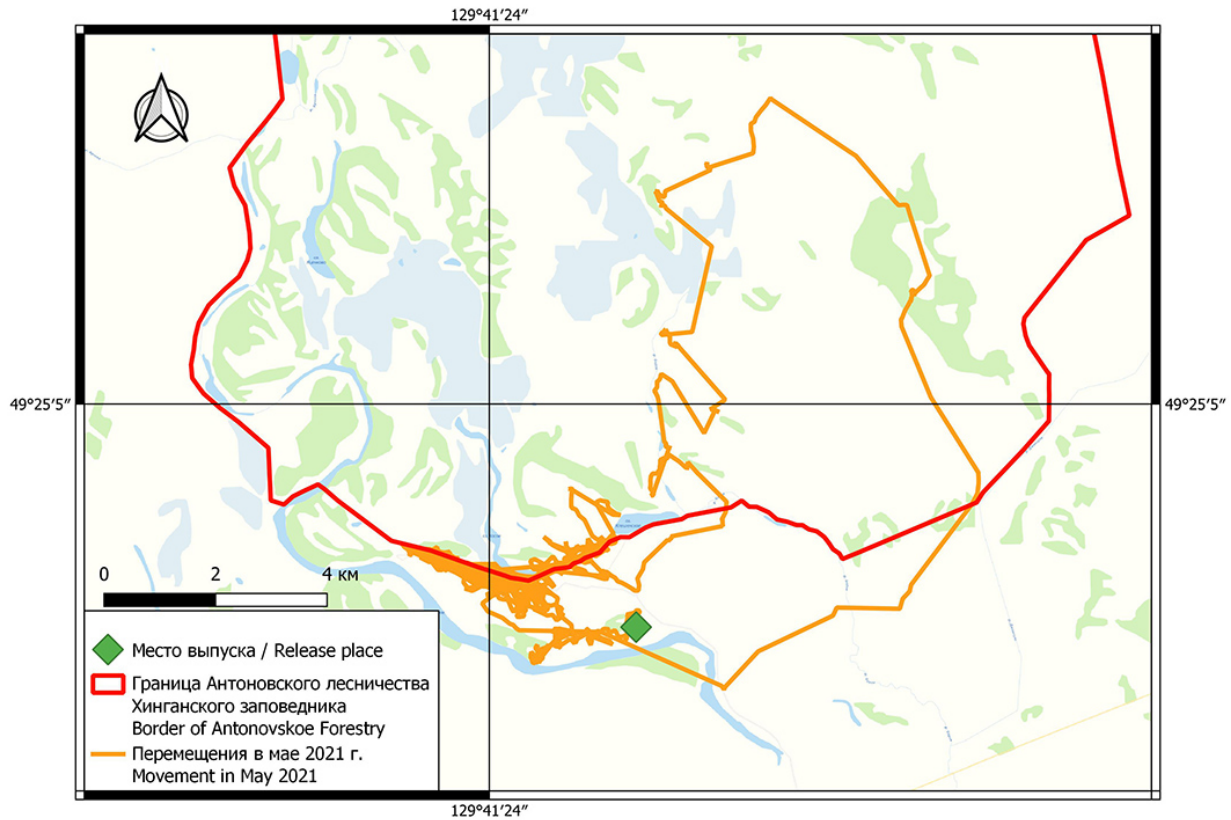 129°41′24″
49°25′5″
49°25′5″
0 2 4 км
Место выпуска / Release place
Граница Антоновского лесничества
Хинганского заповедника
Border of Antonovskoe Forestry
Перемещения в мае 2021 г.
Movement in May 2021
129°41′24″